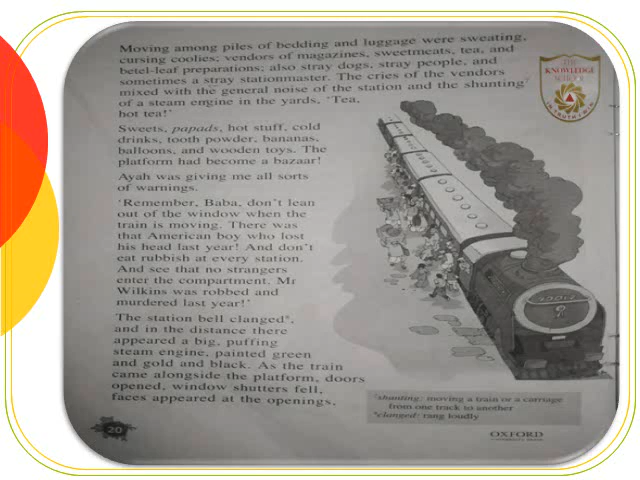 Moving among piles of bedding and luggage were sweating,
cursing coolies; vendors of magazines, sweetmeats, tea, and
betel-leaf preparations; also stray dogs, stray people, and
sometimes a stray stationmaster. The cries of the vendors
mixed with the general noise of the station and the shunting
of a steam engine in the yards. ‘Tea,
hot tea!’
Sweets, papads, hot stuff, cold
drinks, tooth powder, bananas,
balloons, and wooden toys. The
platform had become a bazaar!
Ayah was giving me all sorts
of warnings.
‘Remember, Baba, don’t lean
out of the window when the
train is moving. There was
that American boy who lost
his head last year! And don’t
eat rubbish at every station.
And see that no strangers
enter the compartment. Mr
Wilkins was robbed and
murdered last year!’
The station bell clanged,
and in the distance there
appeared a big, puffing
steam engine, painted green
and gold and black. As the train
came alongside the platform, doors
opened, window shutters fell,
faces appeared at the openings,
THE
KNOWLEDGE
SCHOOL
IN TRUTH I WIN
shunting: moving a train or a carriage
from one track to another
clanged: rang loudly
20
OXFORD